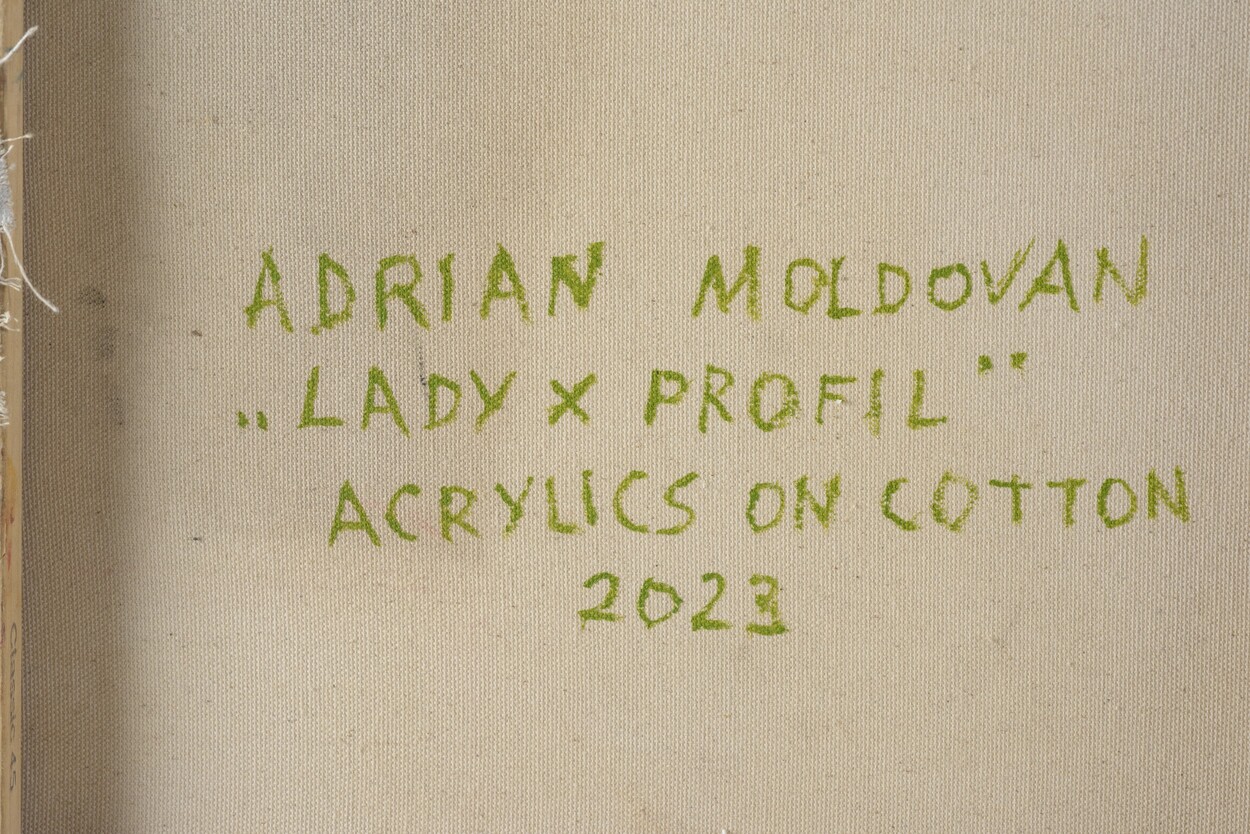 ADRIAN MOLDOVAN
„LADY X PROFIL"
ACRYLICS ON COTTON
2023